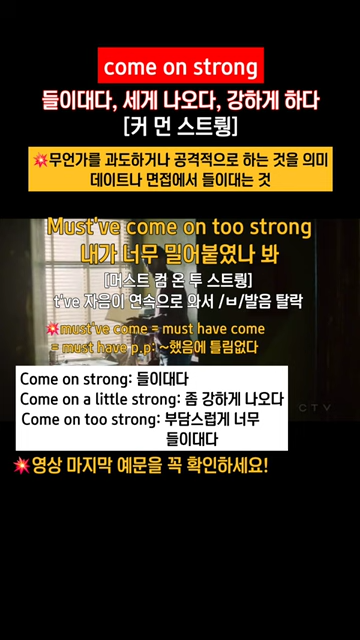 come on strong
들이대다, 세게 나오다, 강하게 하다
[커 먼 스트뤙]
💥무언가를 과도하거나 공격적으로 하는 것을 의미
데이트나 면접에서 들이대는 것
Must've come on too strong
내가 너무 밀어붙였나 봐
[머스트 컴 온 투 스트뤙]
t've 자음이 연속으로 와서 /ㅂ/발음 탈락
💥must've come = must have come
= must have p.p: ~했음에 틀림없다
Come on strong: 들이대다
Come on a little strong: 좀 강하게 나오다
Come on too strong: 부담스럽게 너무
들이대다
CTV
💥영상 마지막 예문을 꼭 확인하세요!